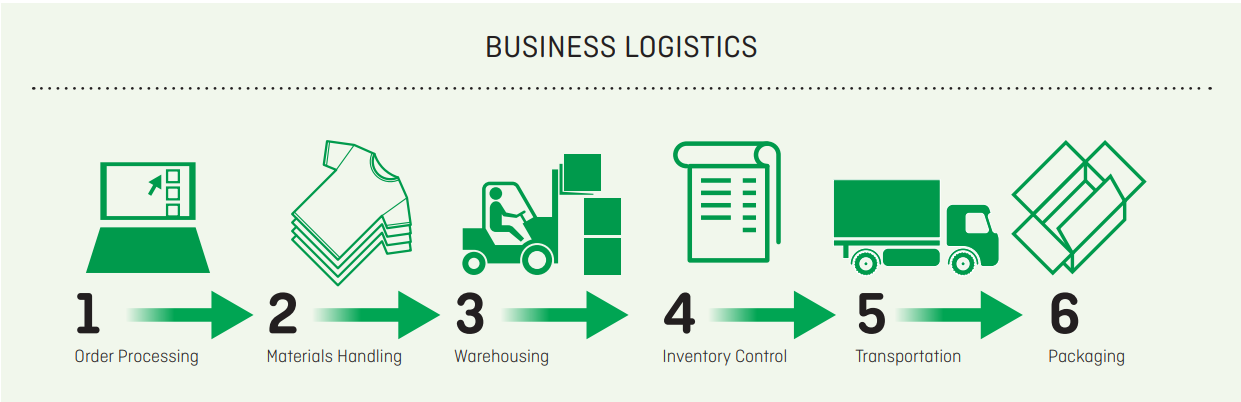 BUSINESS LOGISTICS
1
Order Processing
2
Materials Handling
3
Warehousing
4
Inventory Control
5
Transportation
6
Packaging